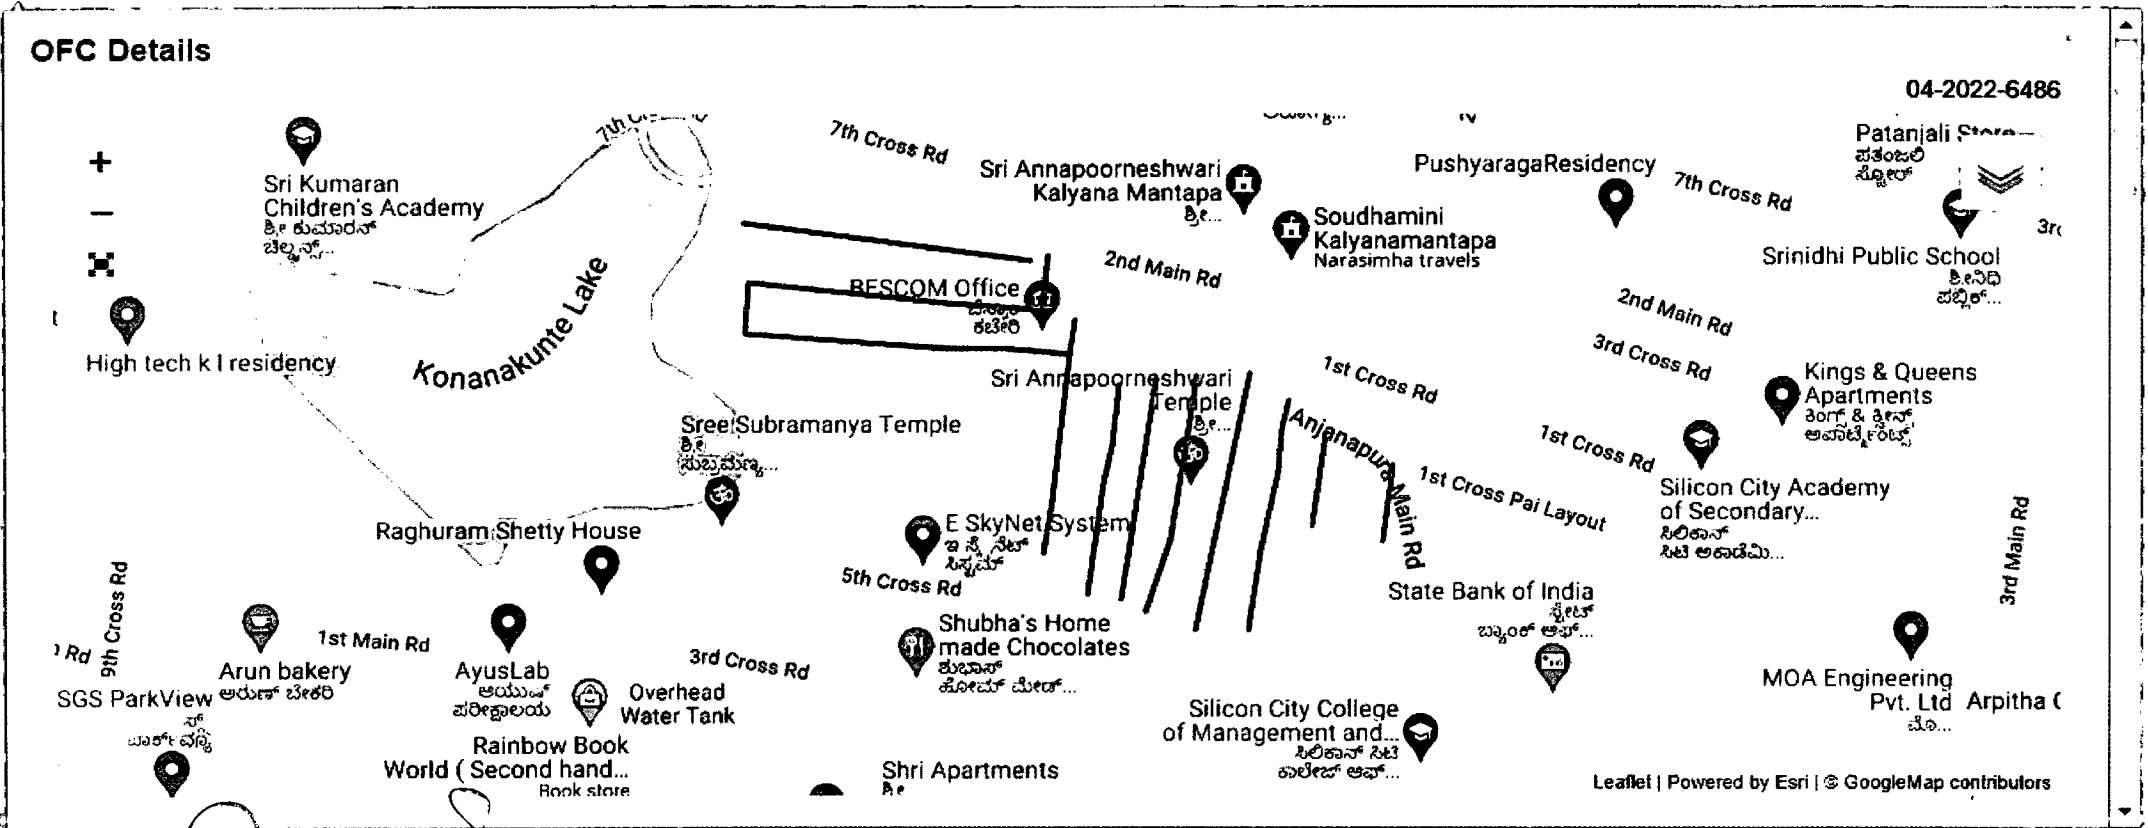 OFC Details
04-2022-6486
7th Cross Rd
Patanjali
ಪತಂಜಲಿ
ಸ್ಟೋರ್
Sri Kumaran
Children's Academy
ಶ್ರೀ ಕುಮಾರನ್
ಚಿಲ್ಡ್ರನ್ಸ್...
Sri Annapoorneshwari
Kalyana Mantapa
ಶ್ರೀ...
PushyaragaResidency
7th Cross Rd
Soudhamini
Kalyanamantapa
Narasimha travels
Srinidhi Public School
ಶ್ರೀನಿಧಿ
ಪಬ್ಲಿಕ್...
2nd Main Rd
BESCOM Office
ಬೆಸ್ಕಾಂ
ಕಚೇರಿ
Konanakunte Lake
2nd Main Rd
High tech k l residency
3rd Cross Rd
1st Cross Rd
Sri Annapoorneshwari
Temple
ಶ್ರೀ...
Kings & Queens
Apartments
ಕಿಂಗ್ಸ್ & ಕ್ವೀನ್ಸ್
ಅಪಾರ್ಟ್ಮೆಂಟ್ಸ್
Sree Subramanya Temple
ಶ್ರೀ
ಸುಬ್ರಮಣ್ಯ...
Anjanapura Main Rd
1st Cross Rd
1st Cross Pai Layout
Silicon City Academy
of Secondary...
ಸಿಲಿಕಾನ್
ಸಿಟಿ ಅಕಾಡೆಮಿ...
Raghuram Shetty House
E SkyNet System
ಇ ಸ್ಕೈ ನೆಟ್
ಸಿಸ್ಟಮ್
5th Cross Rd
3rd Main Rd
9th Cross Rd
State Bank of India
ಸ್ಟೇಟ್
ಬ್ಯಾಂಕ್ ಆಫ್...
1st Main Rd
Shubha's Home
made Chocolates
ಶುಭಾಸ್
ಹೋಮ್ ಮೇಡ್...
Rd
Arun bakery
ಅರುಣ್ ಬೇಕರಿ
AyusLab
ಆಯುಷ್
ಪರೀಕ್ಷಾಲಯ
3rd Cross Rd
MOA Engineering
Pvt. Ltd
ಮೊ...
Arpitha
SGS ParkView
Overhead
Water Tank
Silicon City College
of Management and...
ಸಿಲಿಕಾನ್ ಸಿಟಿ
ಕಾಲೇಜ್ ಆಫ್...
Rainbow Book
World ( Second hand...
Book store
Shri Apartments
ಶ್ರೀ
Leaflet | Powered by Esri | © GoogleMap contributors